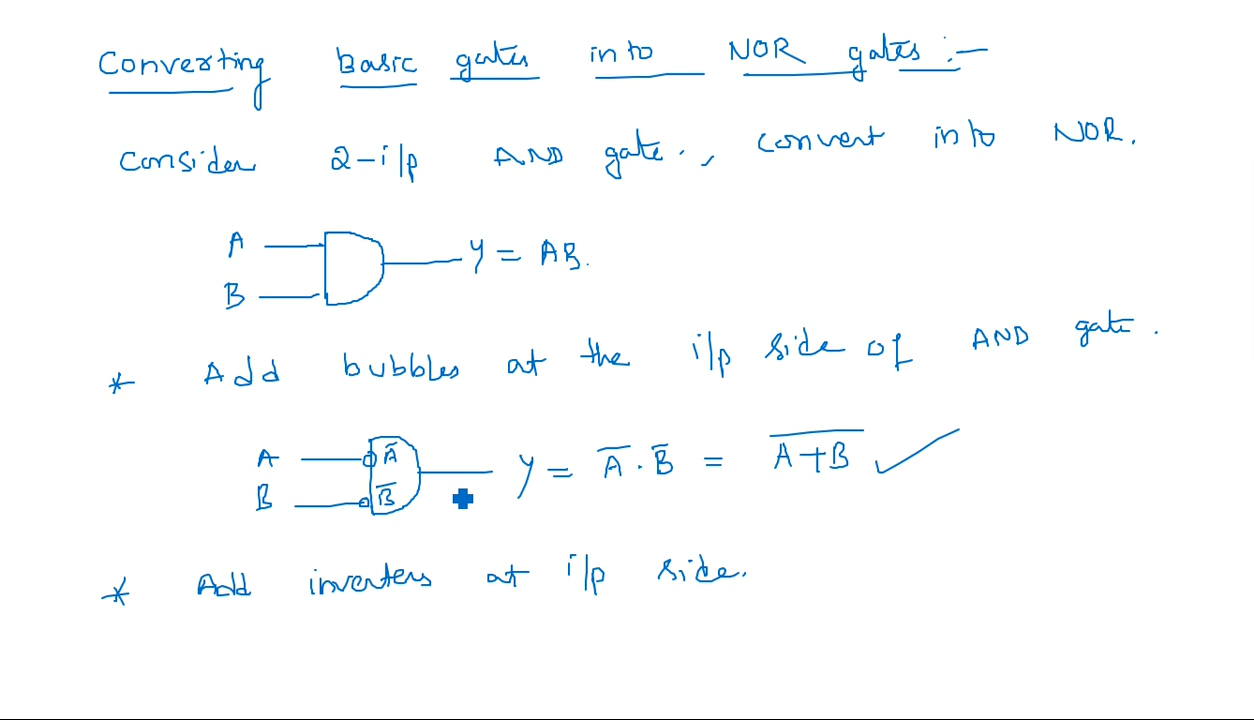 Converting basic gates into NOR gates :-
Consider 2-i/p AND gate., convert into NOR.
A
Y = AB.
B
* Add bubbles at the i/p side of AND gate.
A Ā
Y = Ā . B̅ = \overline{A+B} ✓
B B̅
* Add inverters at i/p side.